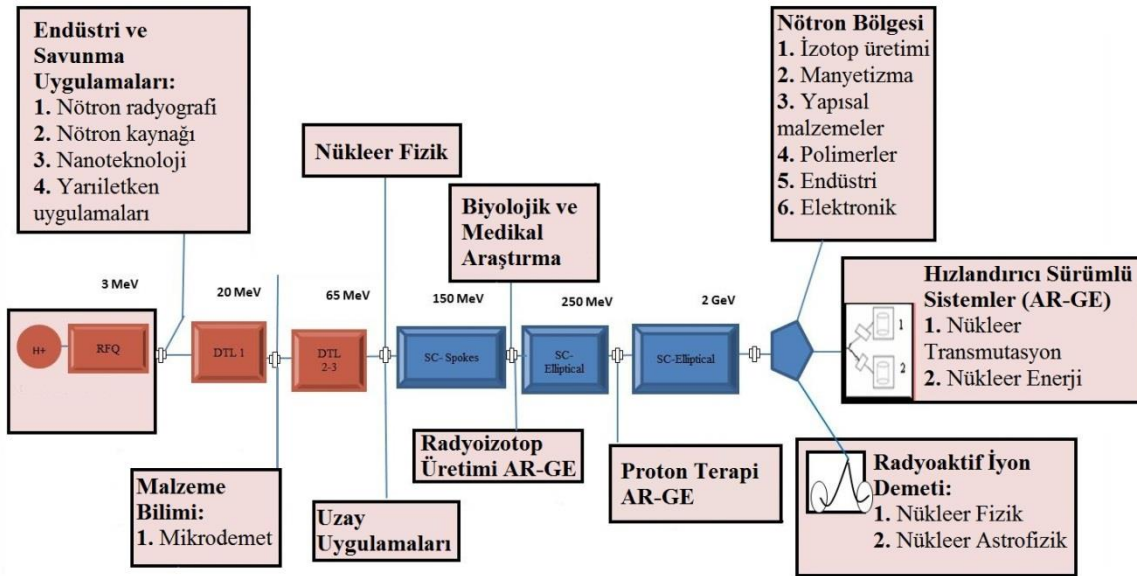 Endüstri ve
Savunma
Uygulamaları:
1. Nötron radyografi
2. Nötron kaynağı
3. Nanoteknoloji
4. Yarıiletken
uygulamaları
Nükleer Fizik
Biyolojik ve
Medikal
Araştırma
Nötron Bölgesi
1. İzotop üretimi
2. Manyetizma
3. Yapısal
malzemeler
4. Polimerler
5. Endüstri
6. Elektronik
3 MeV
20 MeV
65 MeV
150 MeV
250 MeV
2 GeV
H+
RFQ
DTL 1
DTL
2-3
SC- Spokes
SC-
Elliptical
SC-Elliptical
1
2
Hızlandırıcı Sürümlü
Sistemler (AR-GE)
1. Nükleer
Transmutasyon
2. Nükleer Enerji
Malzeme
Bilimi:
1. Mikrodemet
Uzay
Uygulamaları
Radyoizotop
Üretimi AR-GE
Proton Terapi
AR-GE
Radyoaktif İyon
Demeti:
1. Nükleer Fizik
2. Nükleer Astrofizik